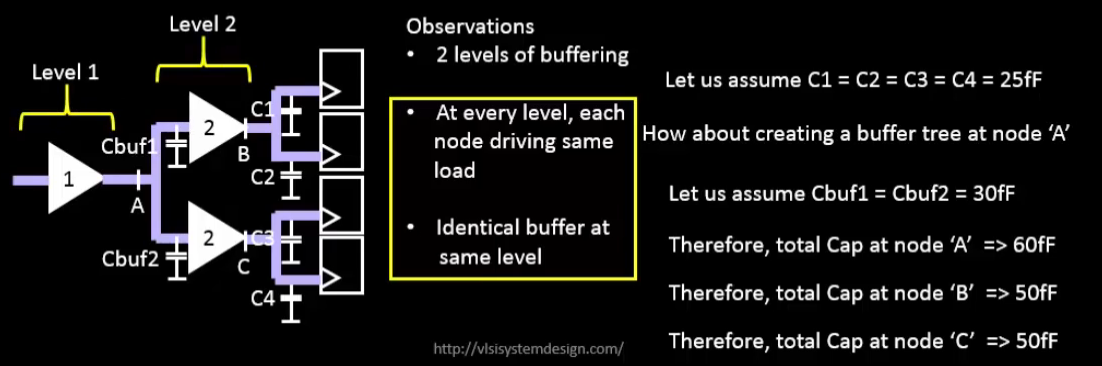 Level 2
Level 1
Cbuf1
2
C1
B
C2
1
A
2
C3
Cbuf2
C
C4
Observations
• 2 levels of buffering
• At every level, each
node driving same
load
• Identical buffer at
same level
Let us assume C1 = C2 = C3 = C4 = 25fF
How about creating a buffer tree at node ‘A’
Let us assume Cbuf1 = Cbuf2 = 30fF
Therefore, total Cap at node ‘A’ => 60fF
Therefore, total Cap at node ‘B’ => 50fF
Therefore, total Cap at node ‘C’ => 50fF
http://vlsisystemdesign.com/